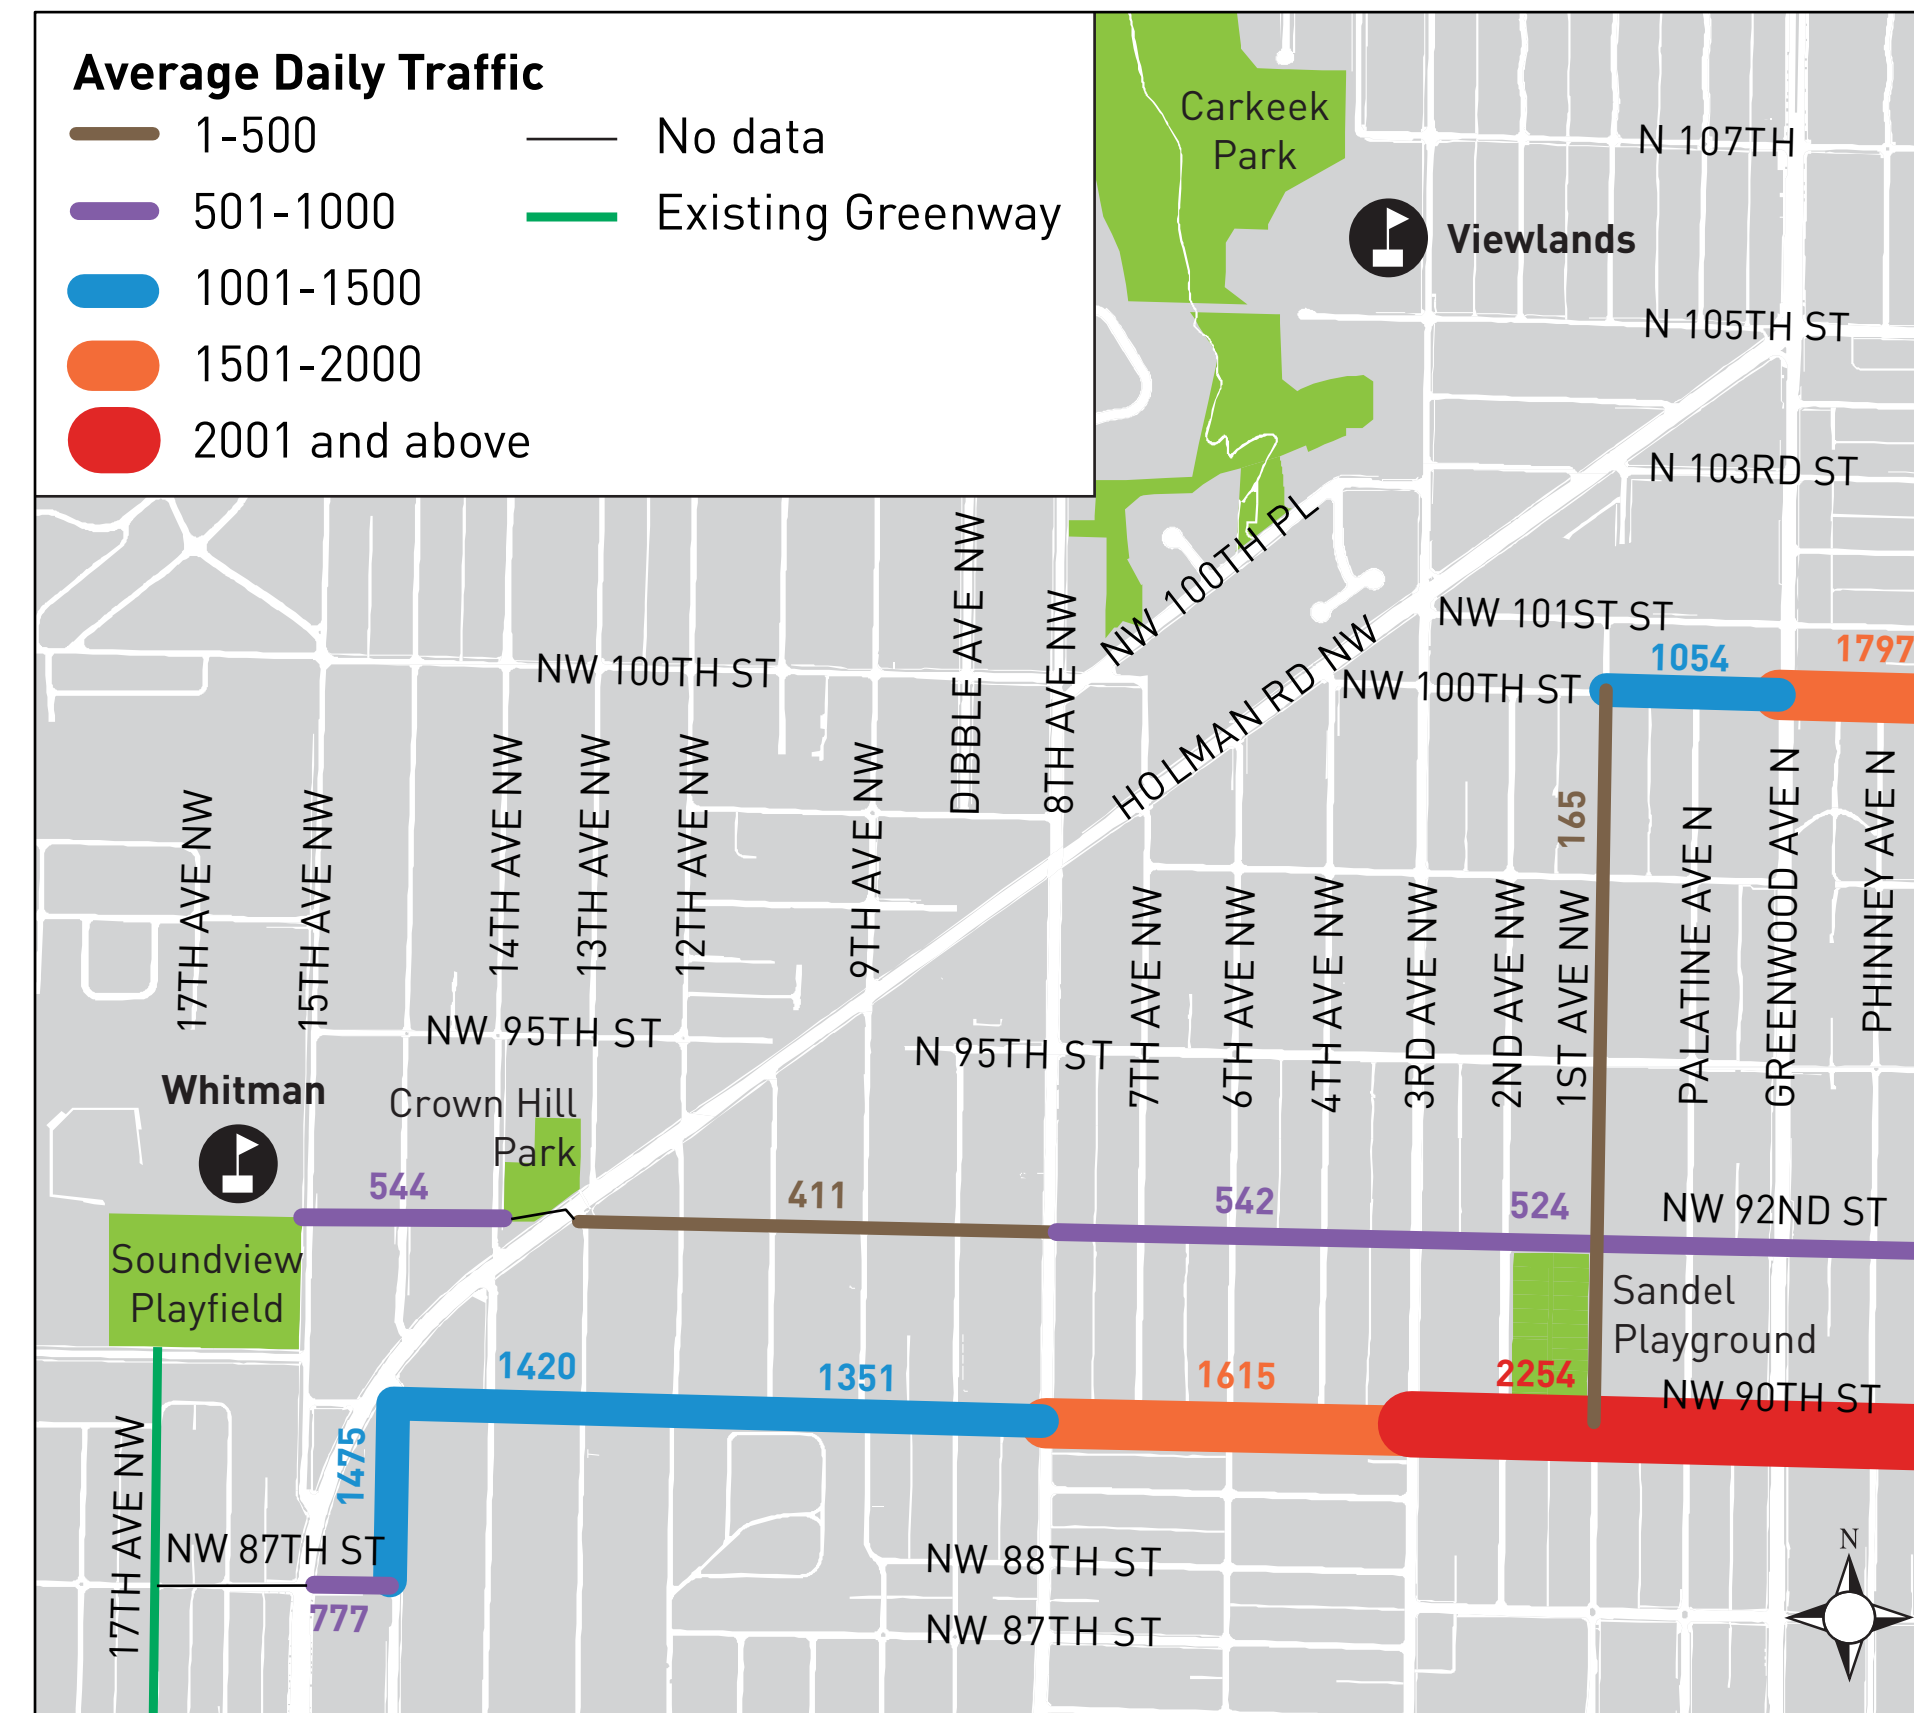 Average Daily Traffic
1-500
501-1000
1001-1500
1501-2000
2001 and above
No data
Existing Greenway
Carkeek
Park
N 107TH
Viewlands
N 105TH ST
N 103RD ST
NW 100TH PL
HOLMAN RD NW
NW 101ST ST
1054
1797
NW 100TH ST
NW 100TH ST
DIBBLE AVE NW
8TH AVE NW
17TH AVE NW
15TH AVE NW
14TH AVE NW
13TH AVE NW
12TH AVE NW
9TH AVE NW
7TH AVE NW
6TH AVE NW
4TH AVE NW
3RD AVE NW
2ND AVE NW
1ST AVE NW
165
PALATINE AVE N
GREENWOOD AVE N
PHINNEY AVE N
NW 95TH ST
N 95TH ST
Whitman
Crown Hill
Park
544
411
542
524
NW 92ND ST
Soundview
Playfield
Sandel
Playground
1420
1351
1615
2254
NW 90TH ST
1475
17TH AVE NW
NW 87TH ST
777
NW 88TH ST
NW 87TH ST
N